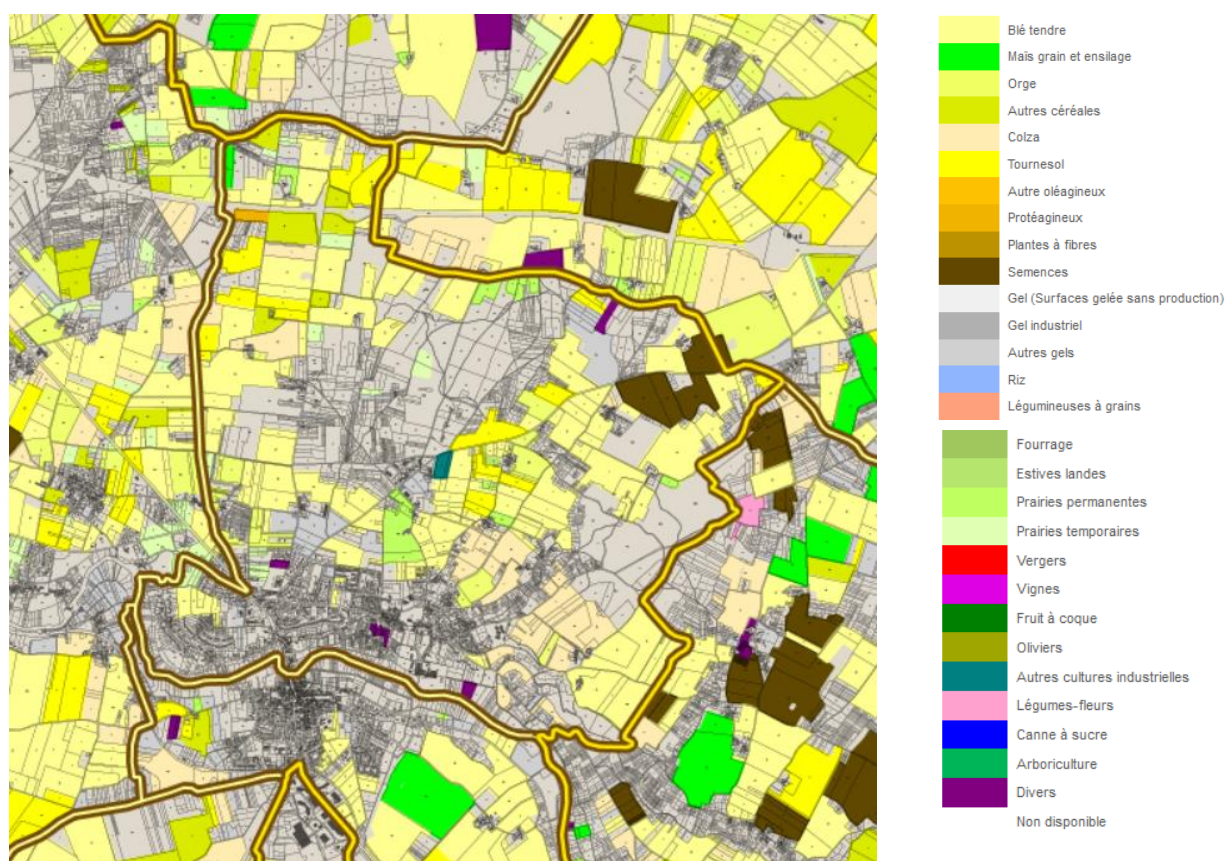 Blé tendre
Maïs grain et ensilage
Orge
Autres céréales
Colza
Tournesol
Autre oléagineux
Protéagineux
Plantes à fibres
Semences
Gel (Surfaces gelée sans production)
Gel industriel
Autres gels
Riz
Légumineuses à grains
Fourrage
Estives landes
Prairies permanentes
Prairies temporaires
Vergers
Vignes
Fruit à coque
Oliviers
Autres cultures industrielles
Légumes-fleurs
Canne à sucre
Arboriculture
Divers
Non disponible